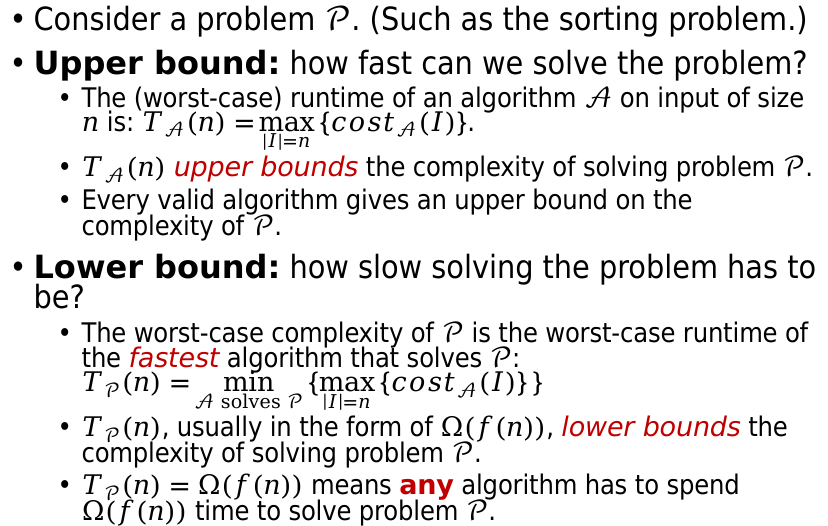 • Consider a problem 𝒫. (Such as the sorting problem.)
• Upper bound: how fast can we solve the problem?
• The (worst-case) runtime of an algorithm 𝒜 on input of size
n is: T_𝒜(n) = max_{|I|=n} {cost_𝒜(I)}.
• T_𝒜(n) upper bounds the complexity of solving problem 𝒫.
• Every valid algorithm gives an upper bound on the
complexity of 𝒫.
• Lower bound: how slow solving the problem has to
be?
• The worst-case complexity of 𝒫 is the worst-case runtime of
the fastest algorithm that solves 𝒫:
T_𝒫(n) = min_{𝒜 solves 𝒫} {max_{|I|=n} {cost_𝒜(I)}}
• T_𝒫(n), usually in the form of Ω(f(n)), lower bounds the
complexity of solving problem 𝒫.
• T_𝒫(n) = Ω(f(n)) means any algorithm has to spend
Ω(f(n)) time to solve problem 𝒫.